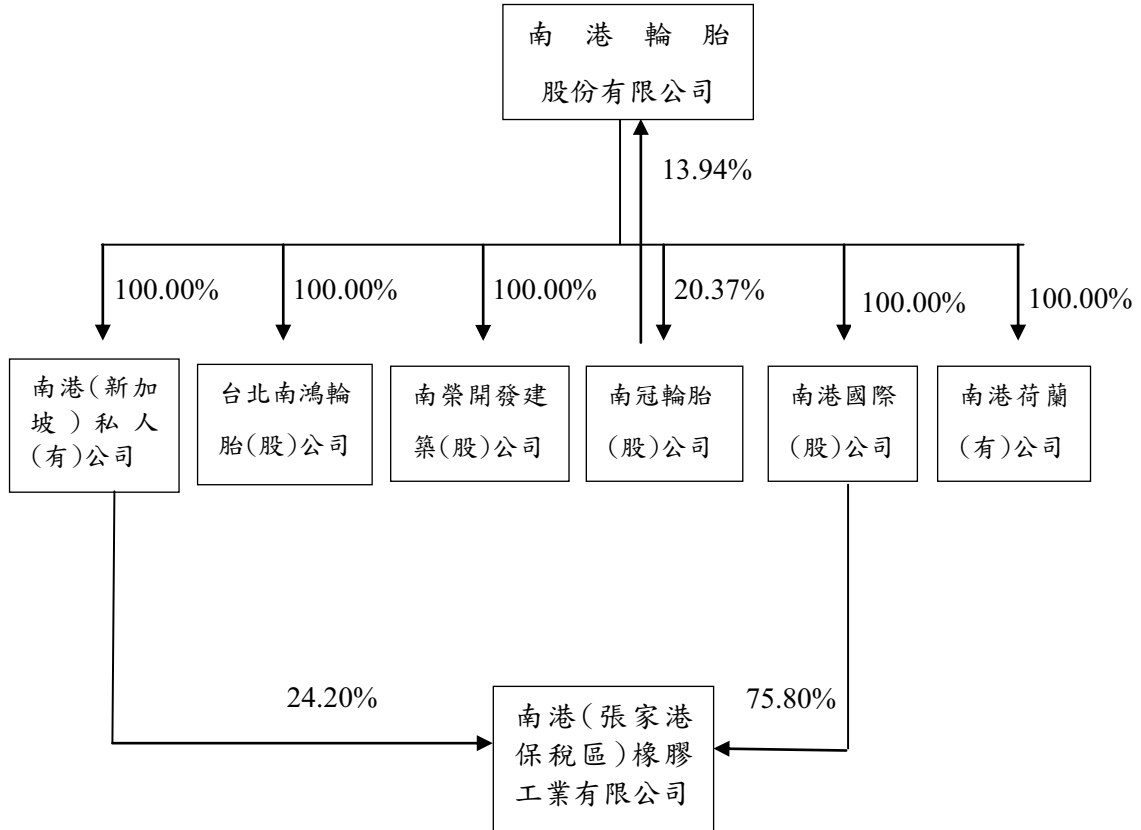 南港輪胎
股份有限公司
13.94%
100.00%
100.00%
100.00%
20.37%
100.00%
100.00%
南港(新加
坡)私人
(有)公司
台北南鴻輪
胎(股)公司
南榮開發建
築(股)公司
南冠輪胎
(股)公司
南港國際
(股)公司
南港荷蘭
(有)公司
24.20%
75.80%
南港(張家港
保稅區)橡膠
工業有限公司